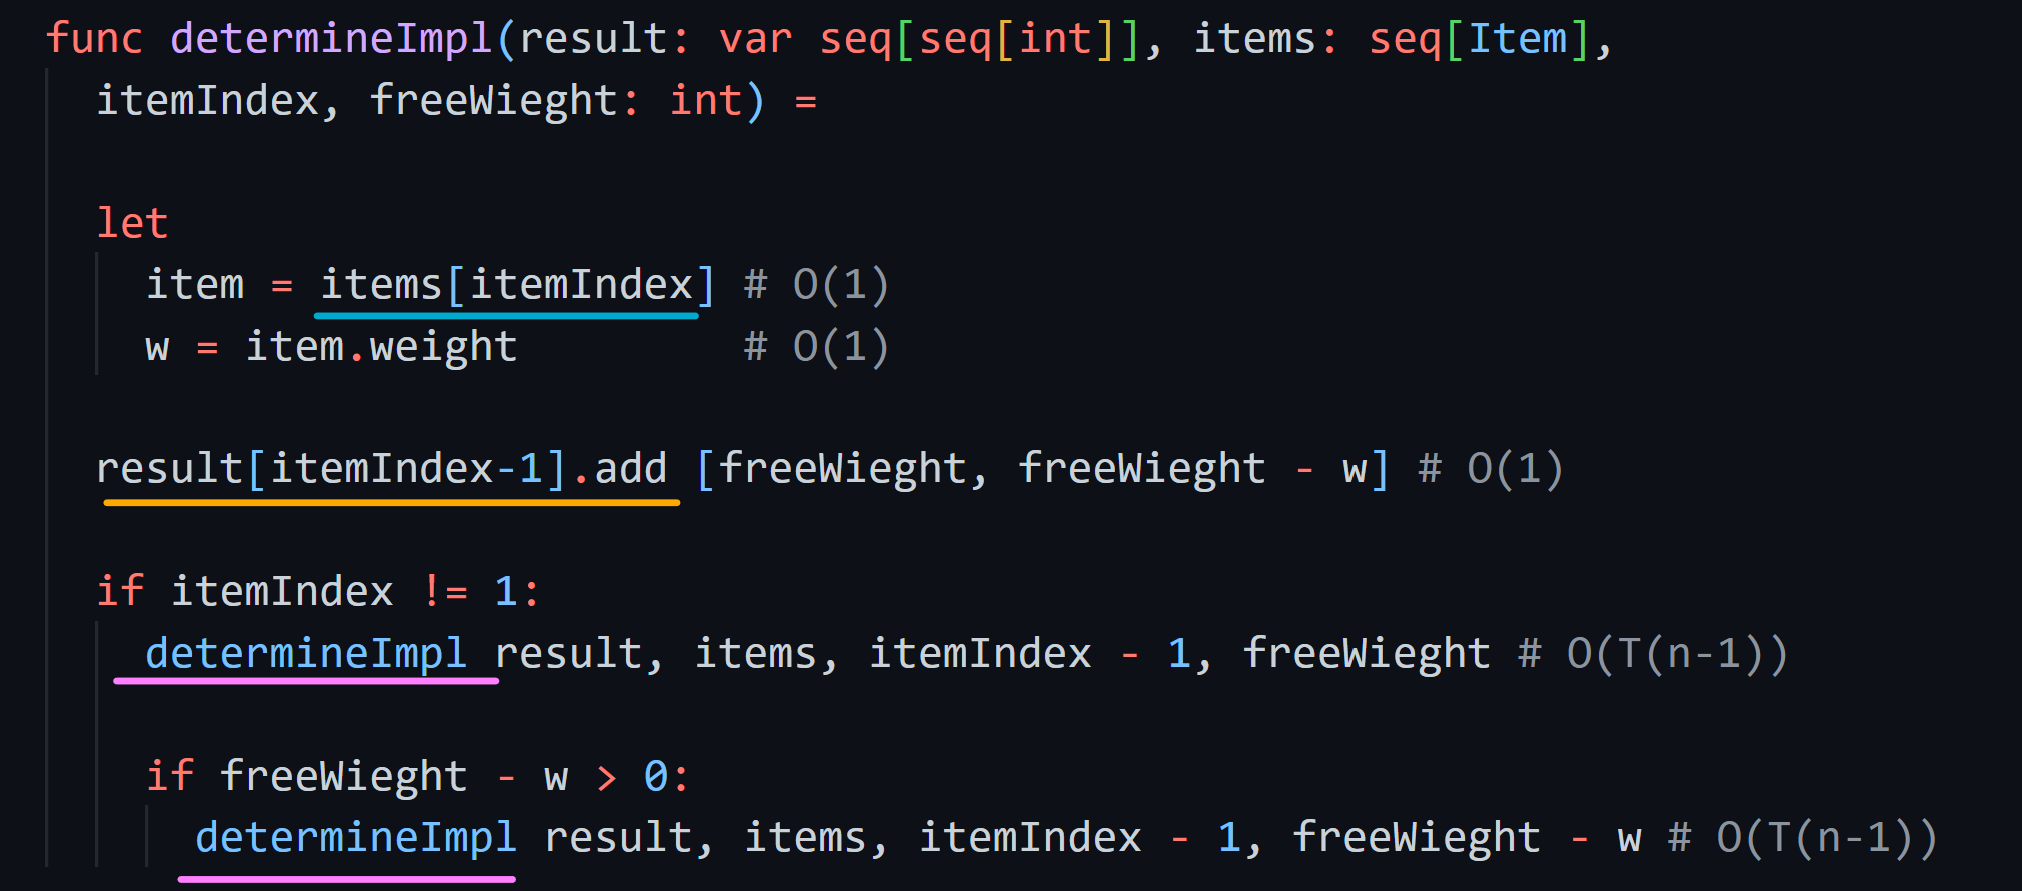 func determineImpl(result: var seq[seq[int]], items: seq[Item],
itemIndex, freeWieght: int) =
let
item = items[itemIndex] # O(1)
w = item.weight # O(1)
result[itemIndex-1].add [freeWieght, freeWieght - w] # O(1)
if itemIndex != 1:
determineImpl result, items, itemIndex - 1, freeWieght # O(T(n-1))
if freeWieght - w > 0:
determineImpl result, items, itemIndex - 1, freeWieght - w # O(T(n-1))